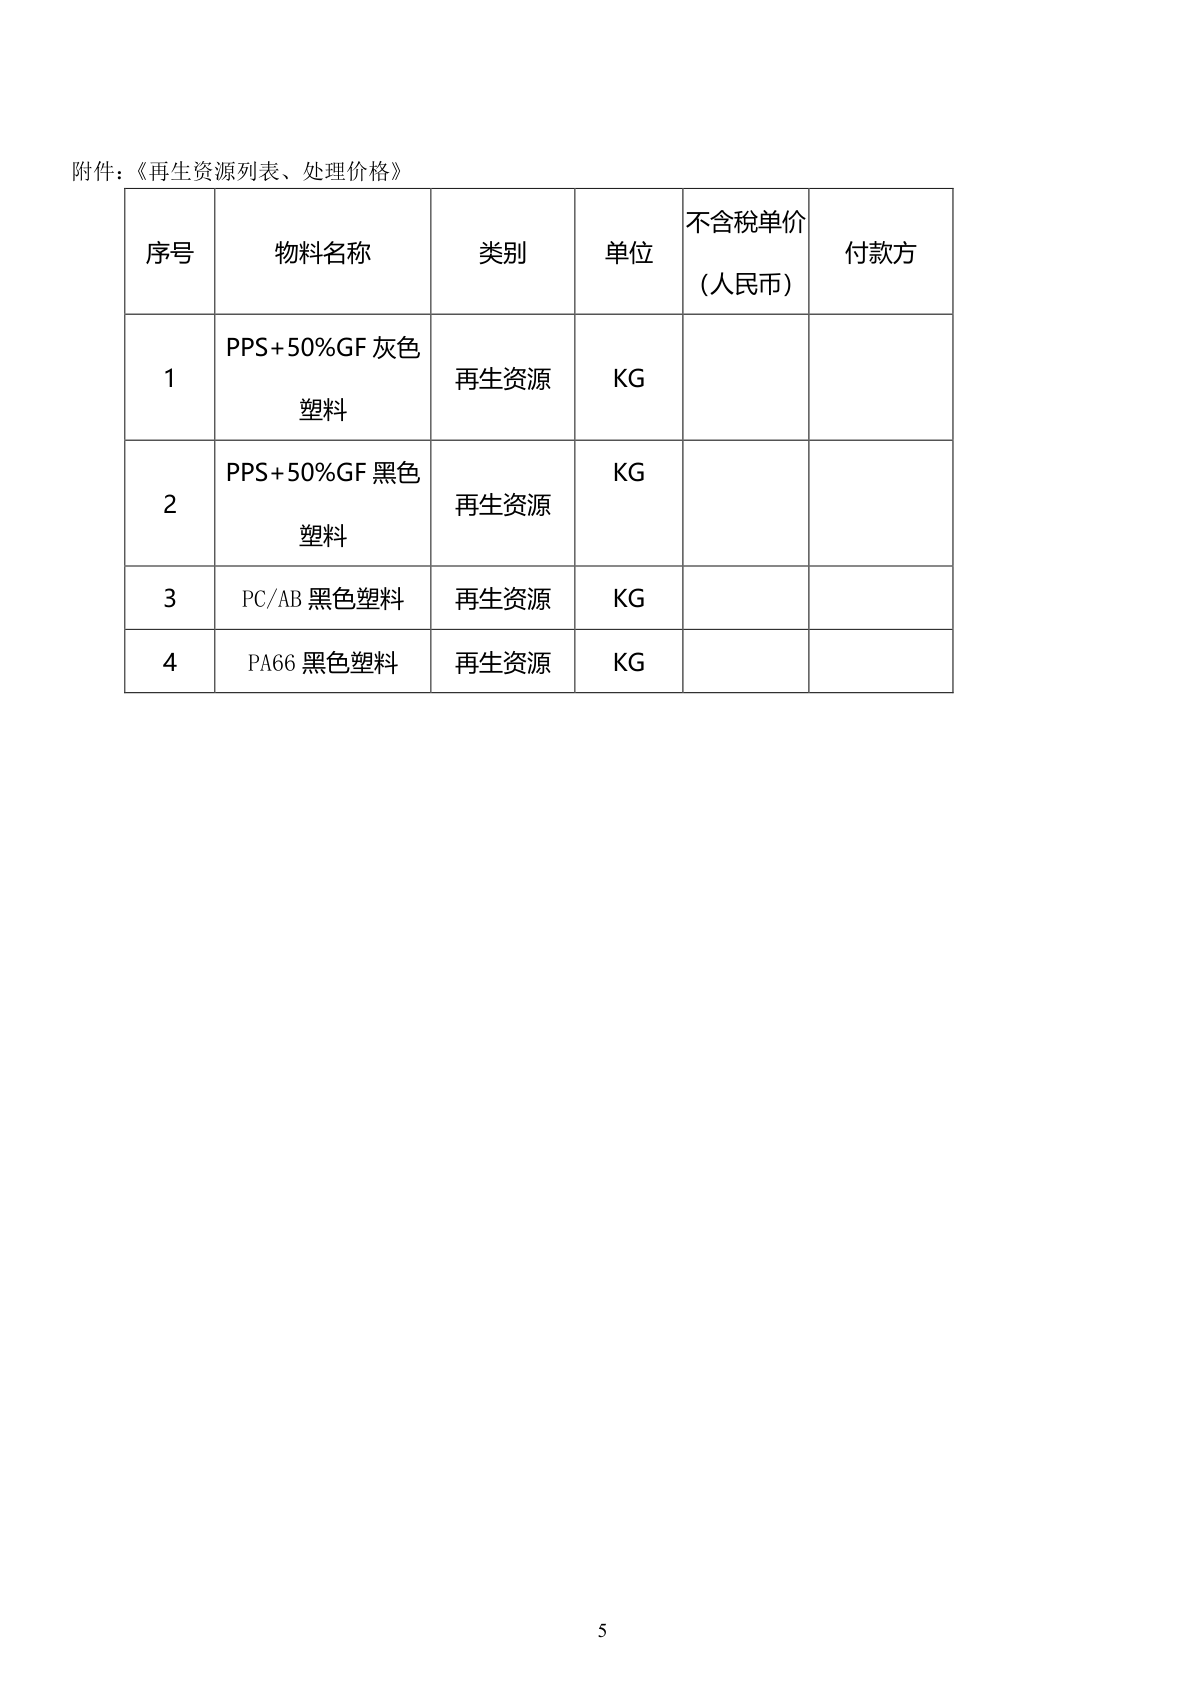 附件：《再生资源列表、处理价格》
序号 物料名称 类别 单位 不含税单价（人民币） 付款方
1 PPS+50%GF 灰色塑料 再生资源 KG
2 PPS+50%GF 黑色塑料 再生资源 KG
3 PC/AB 黑色塑料 再生资源 KG
4 PA66 黑色塑料 再生资源 KG
5